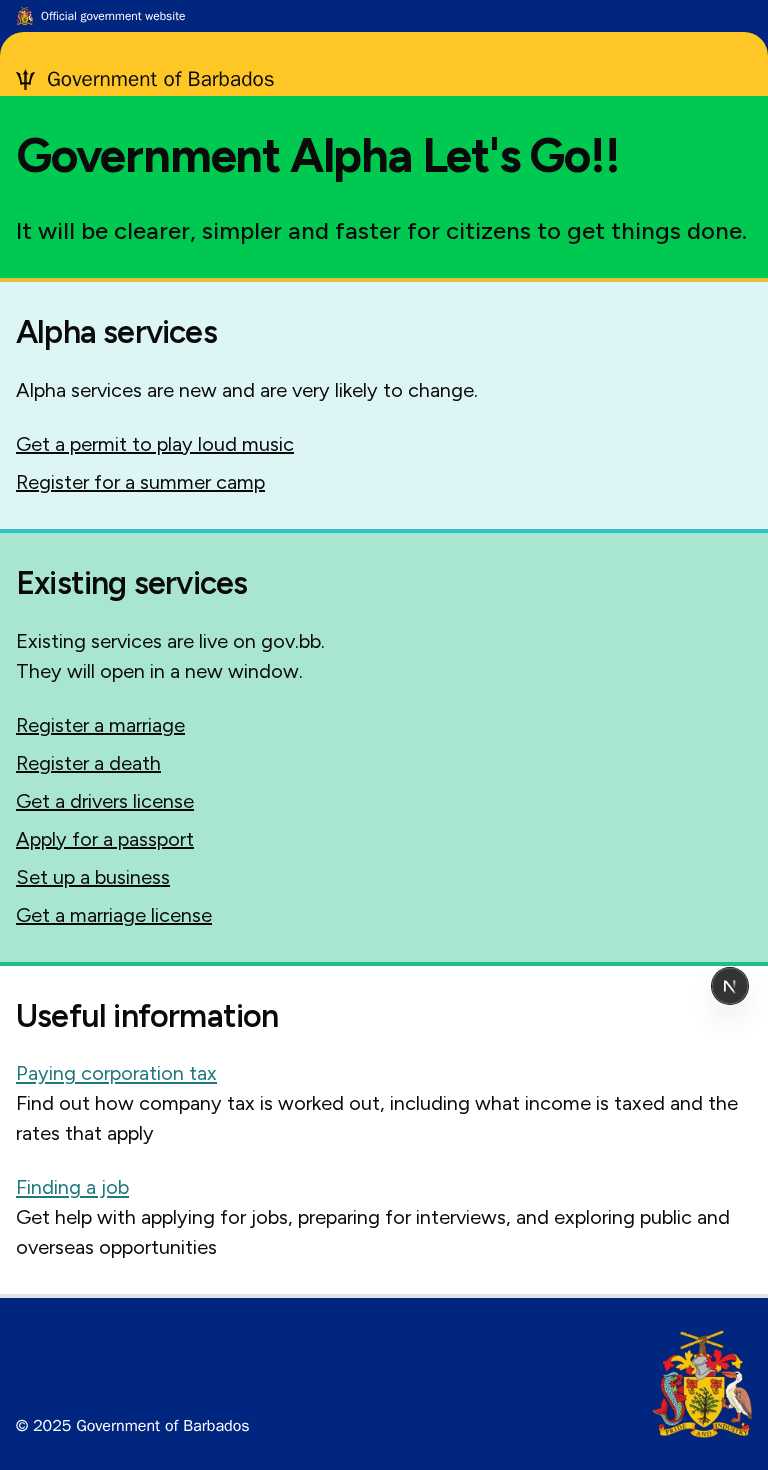 Official government website
Government of Barbados
Government Alpha Let's Go!!
It will be clearer, simpler and faster for citizens to get things done.
Alpha services
Alpha services are new and are very likely to change.
Get a permit to play loud music
Register for a summer camp
Existing services
Existing services are live on gov.bb.
They will open in a new window.
Register a marriage
Register a death
Get a drivers license
Apply for a passport
Set up a business
Get a marriage license
N
Useful information
Paying corporation tax
Find out how company tax is worked out, including what income is taxed and the
rates that apply
Finding a job
Get help with applying for jobs, preparing for interviews, and exploring public and
overseas opportunities
PRIDE AND INDUSTRY
© 2025 Government of Barbados